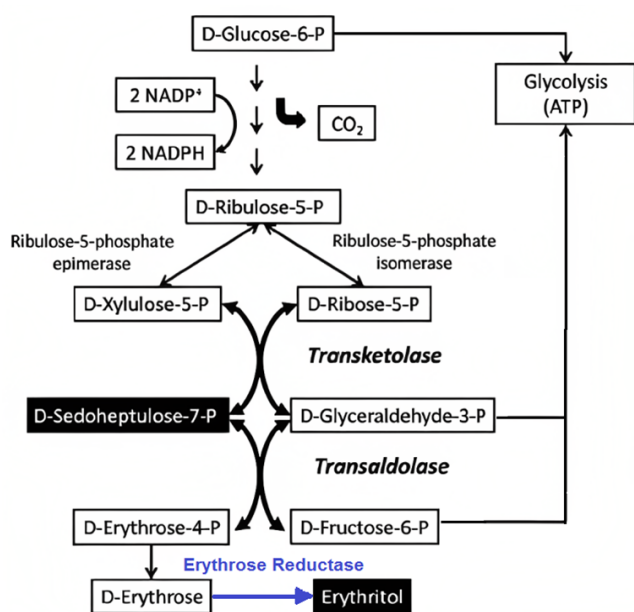 D-Glucose-6-P
Glycolysis
(ATP)
2 NADP⁺
CO₂
2 NADPH
D-Ribulose-5-P
Ribulose-5-phosphate
epimerase
Ribulose-5-phosphate
isomerase
D-Xylulose-5-P
D-Ribose-5-P
Transketolase
D-Sedoheptulose-7-P
D-Glyceraldehyde-3-P
Transaldolase
D-Erythrose-4-P
D-Fructose-6-P
Erythrose Reductase
D-Erythrose
Erythritol